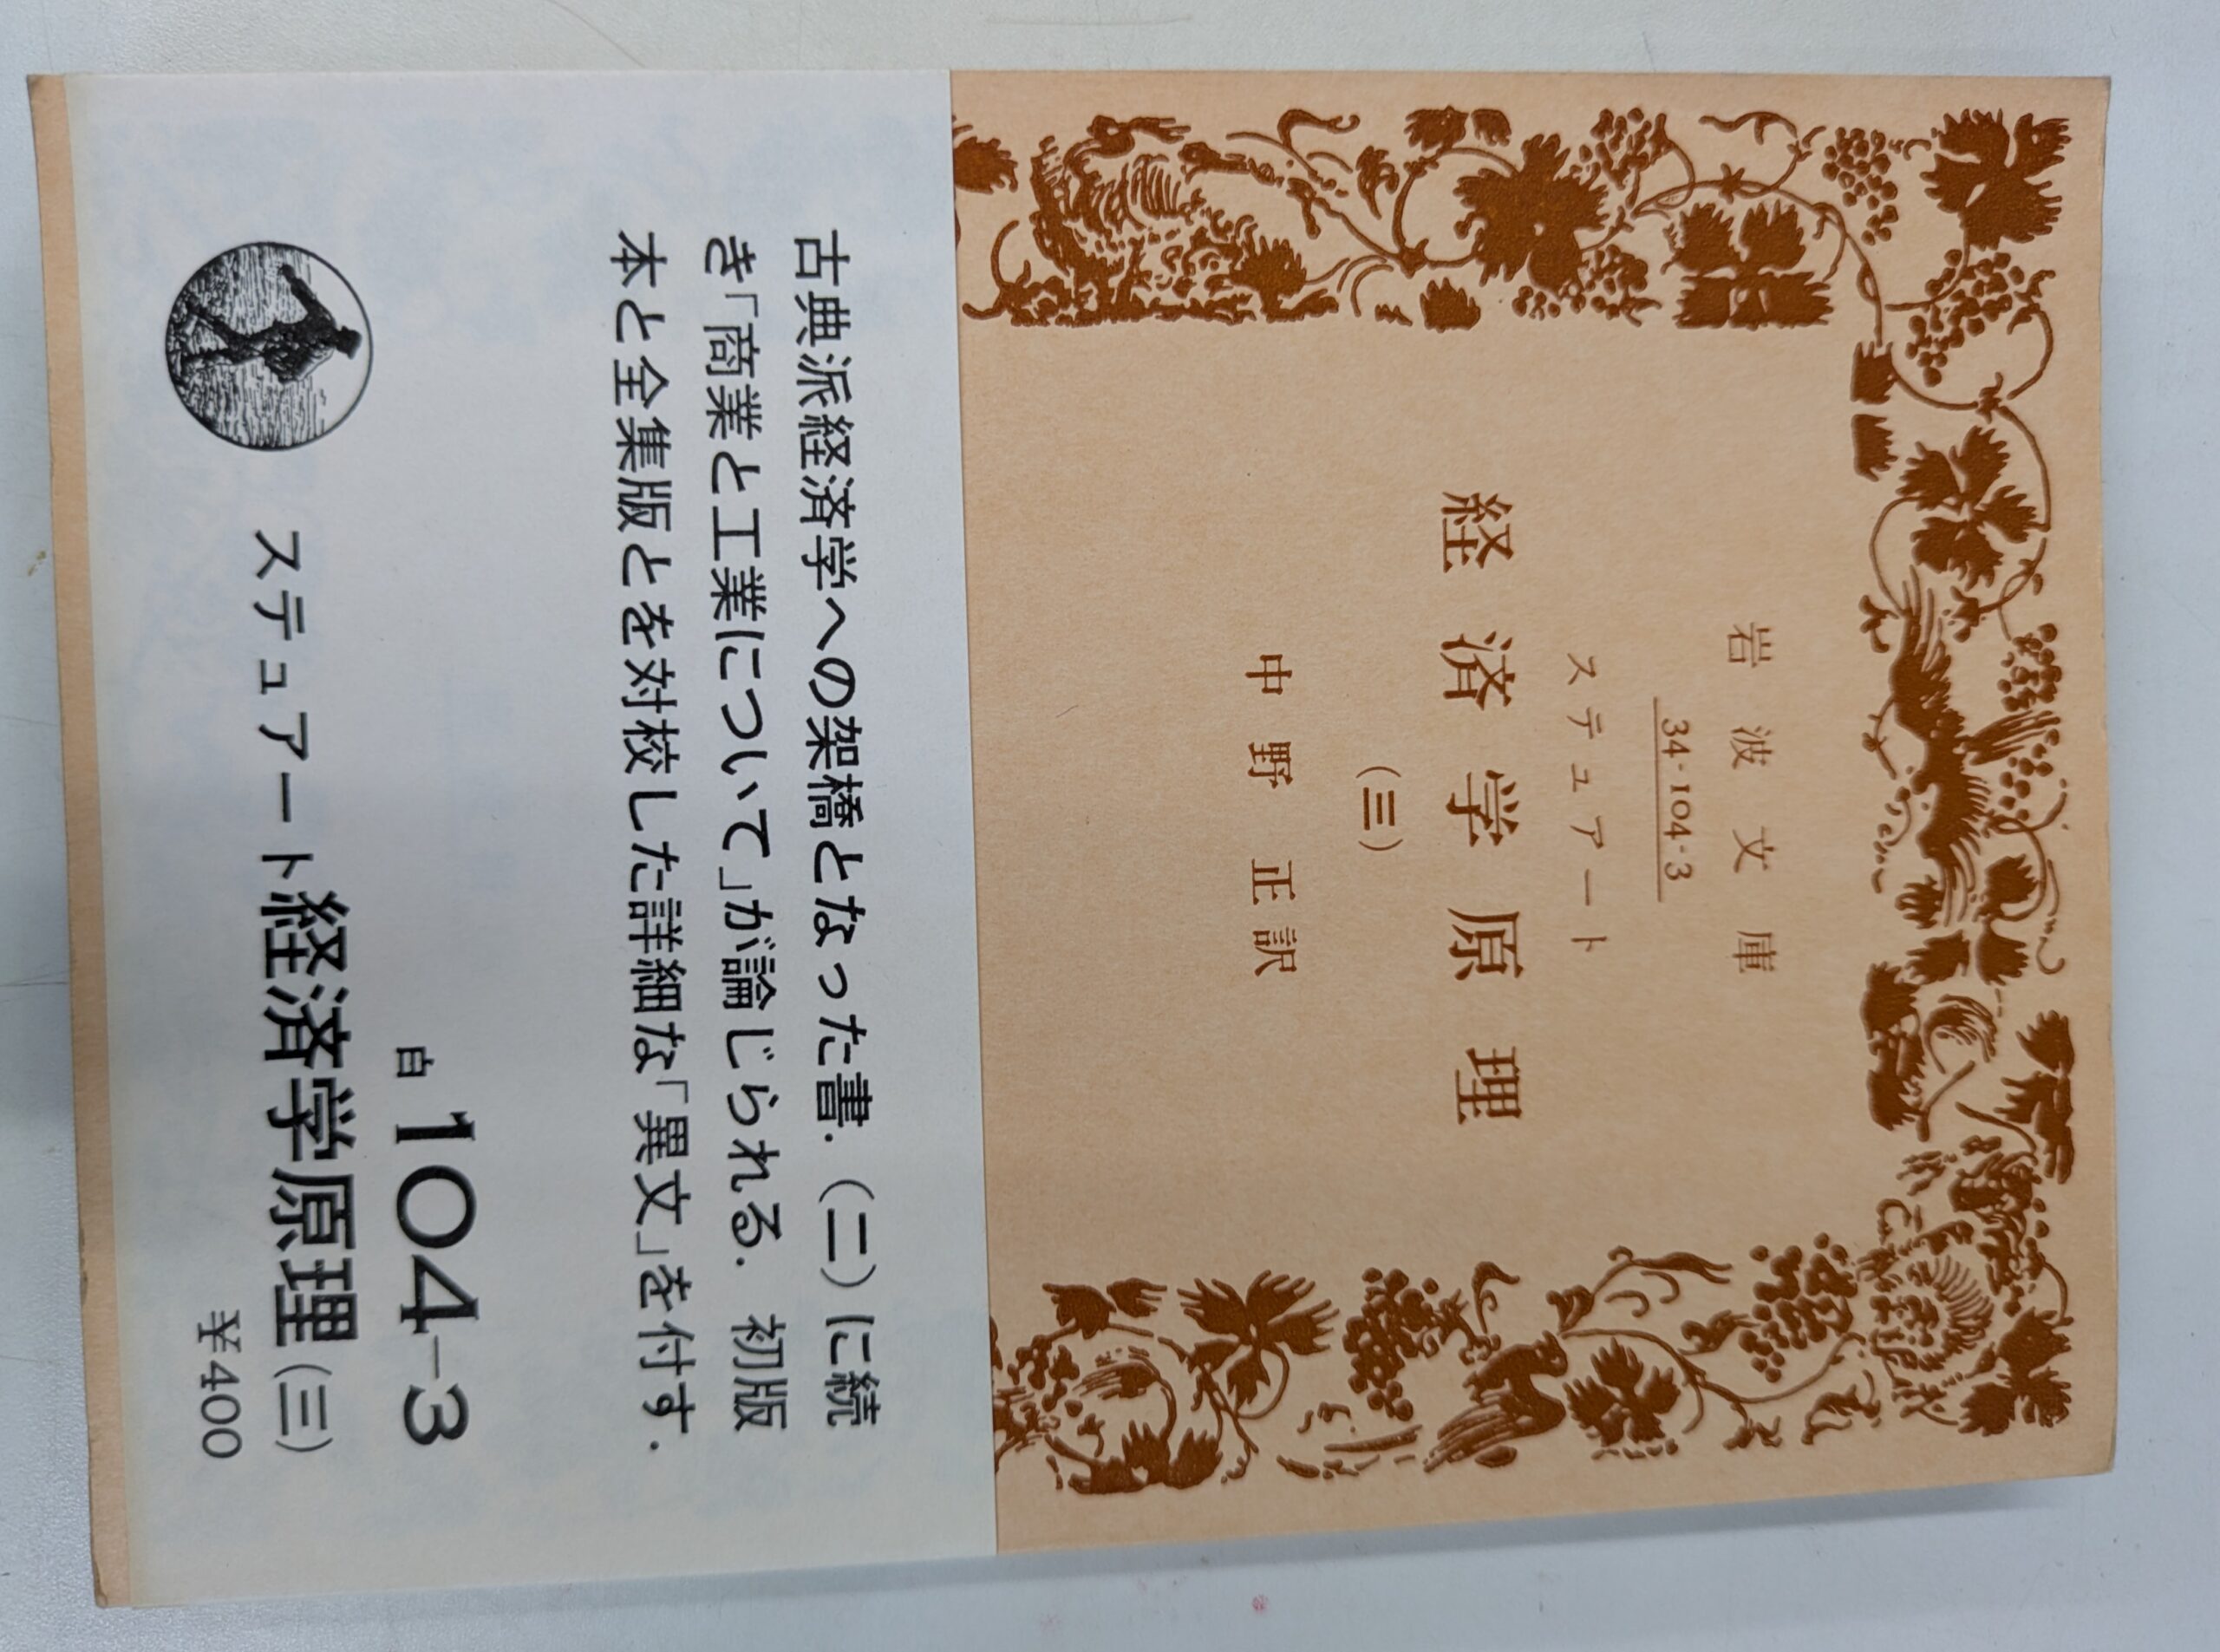 岩波文庫
34-104-3
ステュアート
経済学原理
(三)
中野正訳
古典派経済学への架橋となった書.(二)に続
き「商業と工業について」が論じられる. 初版
本と全集版とを対校した詳細な「異文」を付す.
白 104-3
ステュアート経済学原理(三)
¥400